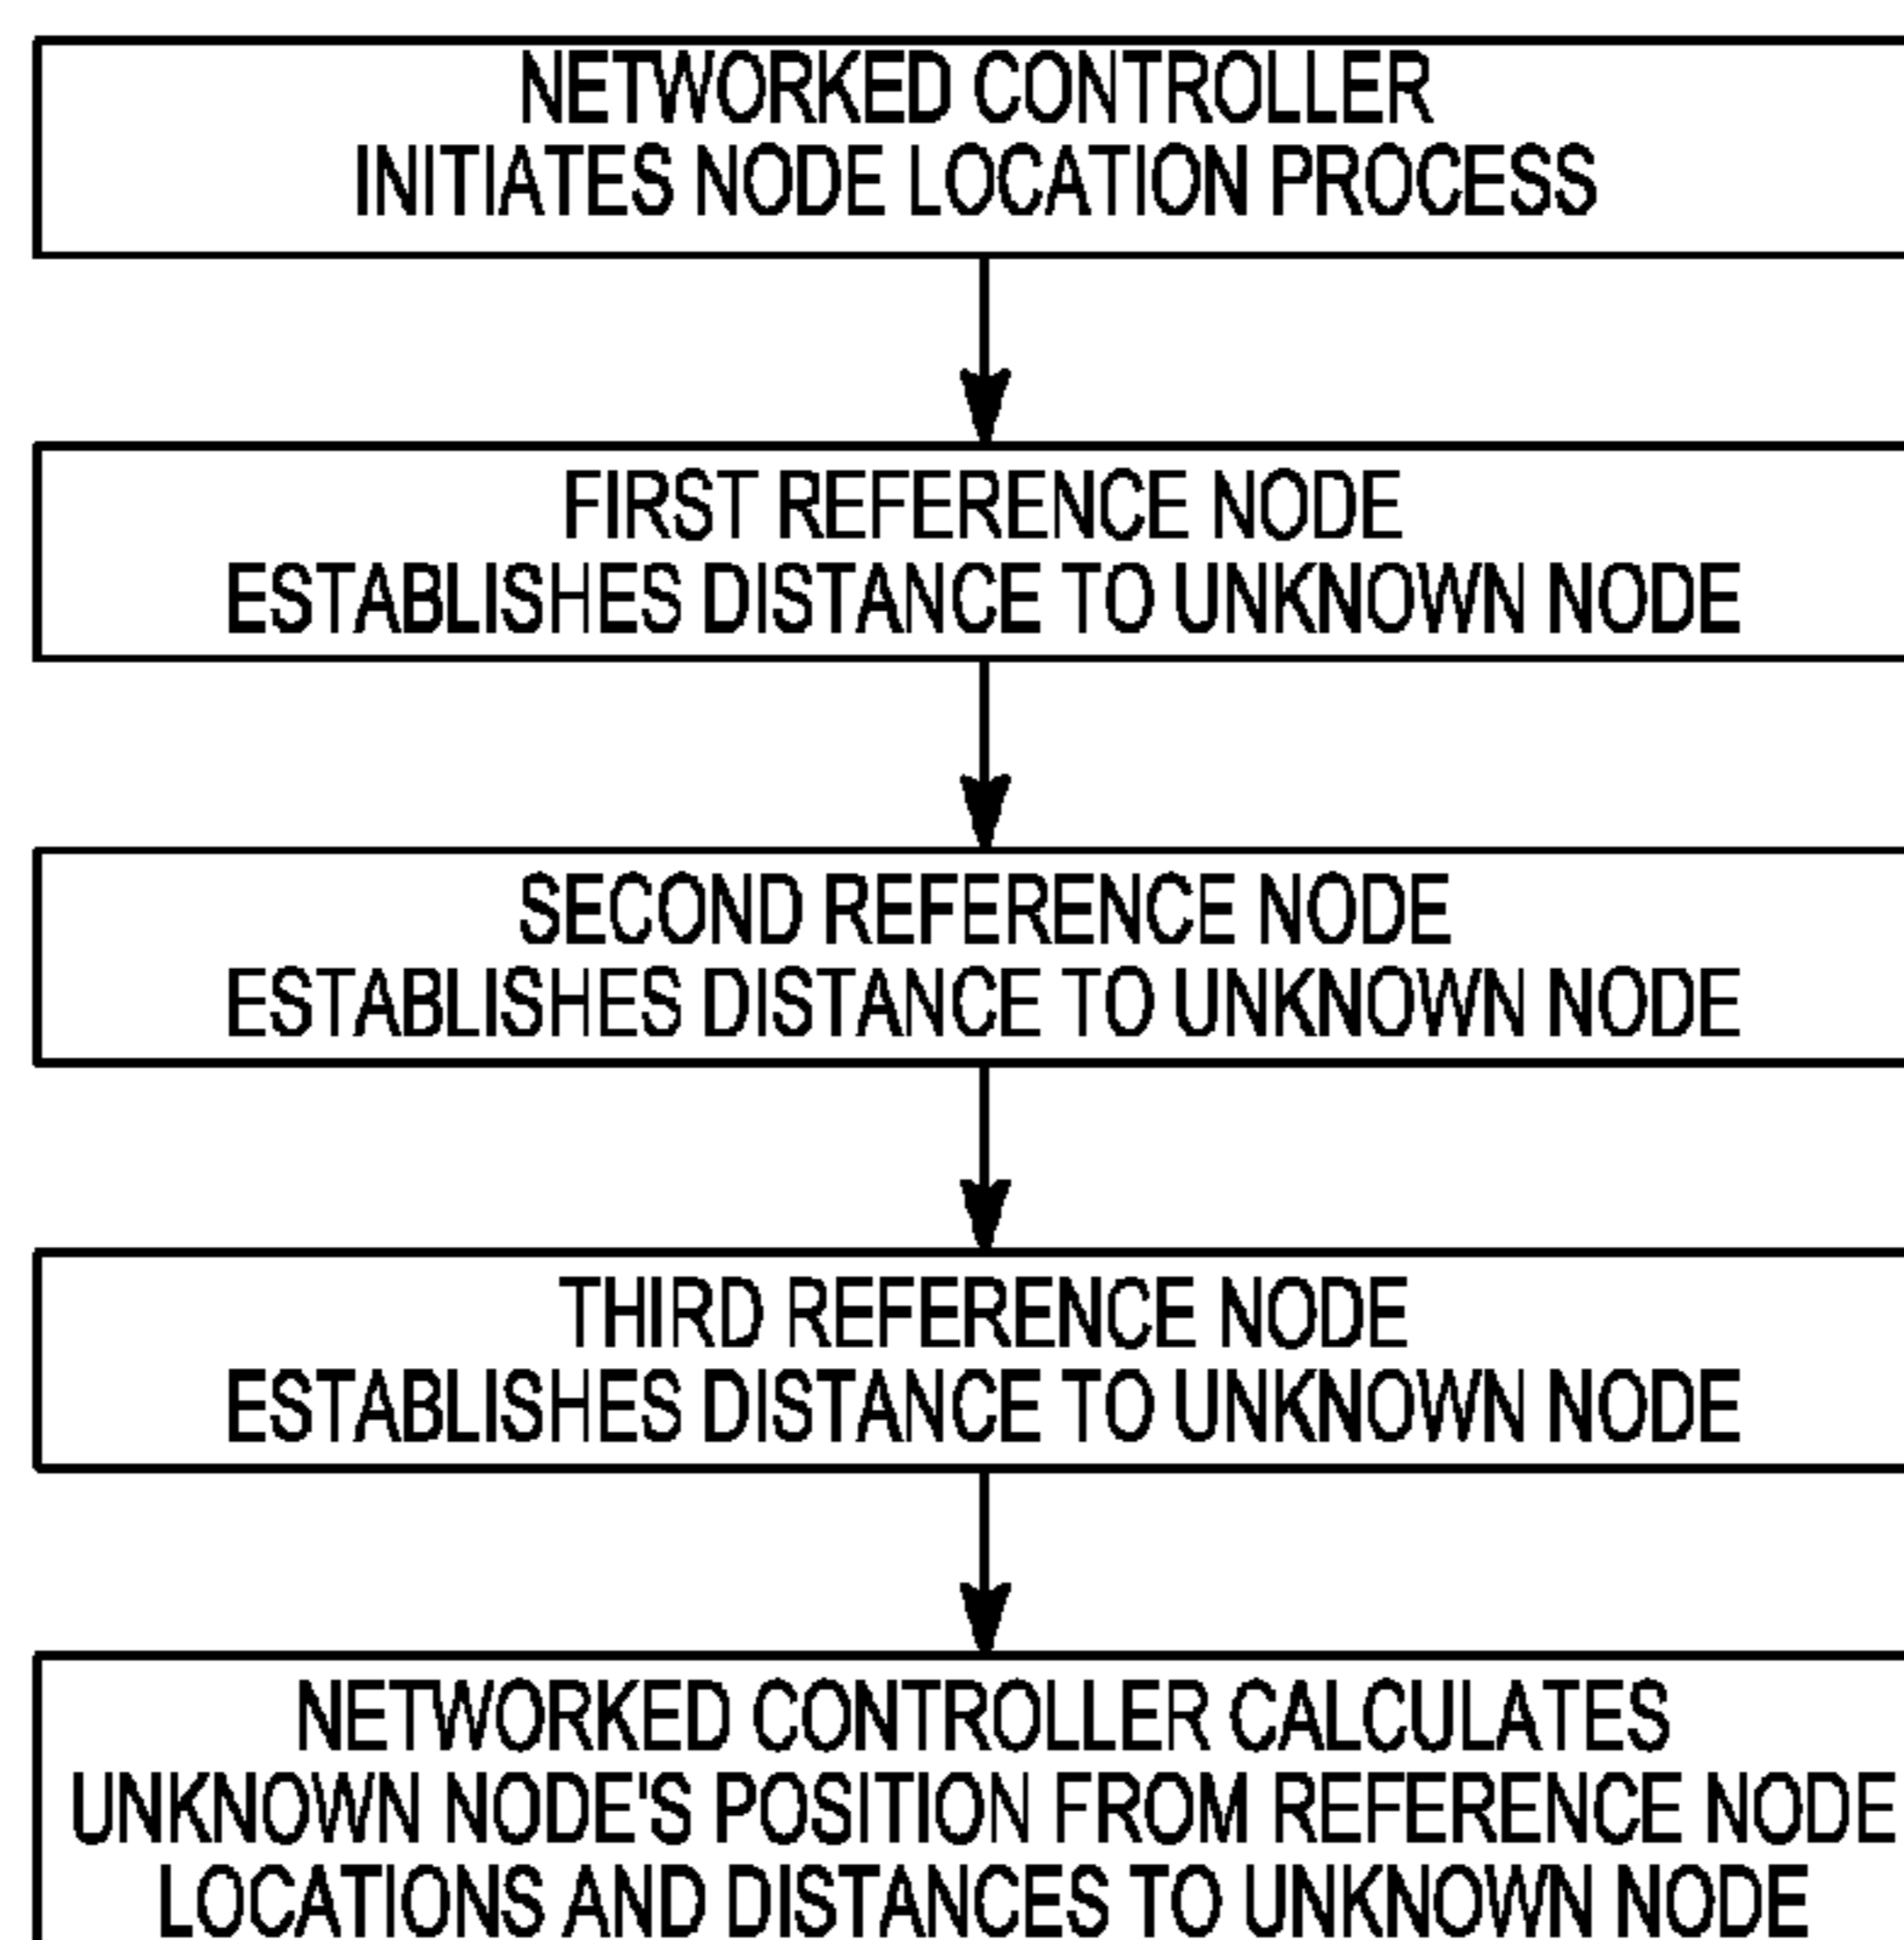 NETWORKED CONTROLLER
INITIATES NODE LOCATION PROCESS
FIRST REFERENCE NODE
ESTABLISHES DISTANCE TO UNKNOWN NODE
SECOND REFERENCE NODE
ESTABLISHES DISTANCE TO UNKNOWN NODE
THIRD REFERENCE NODE
ESTABLISHES DISTANCE TO UNKNOWN NODE
NETWORKED CONTROLLER CALCULATES
UNKNOWN NODE'S POSITION FROM REFERENCE NODE
LOCATIONS AND DISTANCES TO UNKNOWN NODE